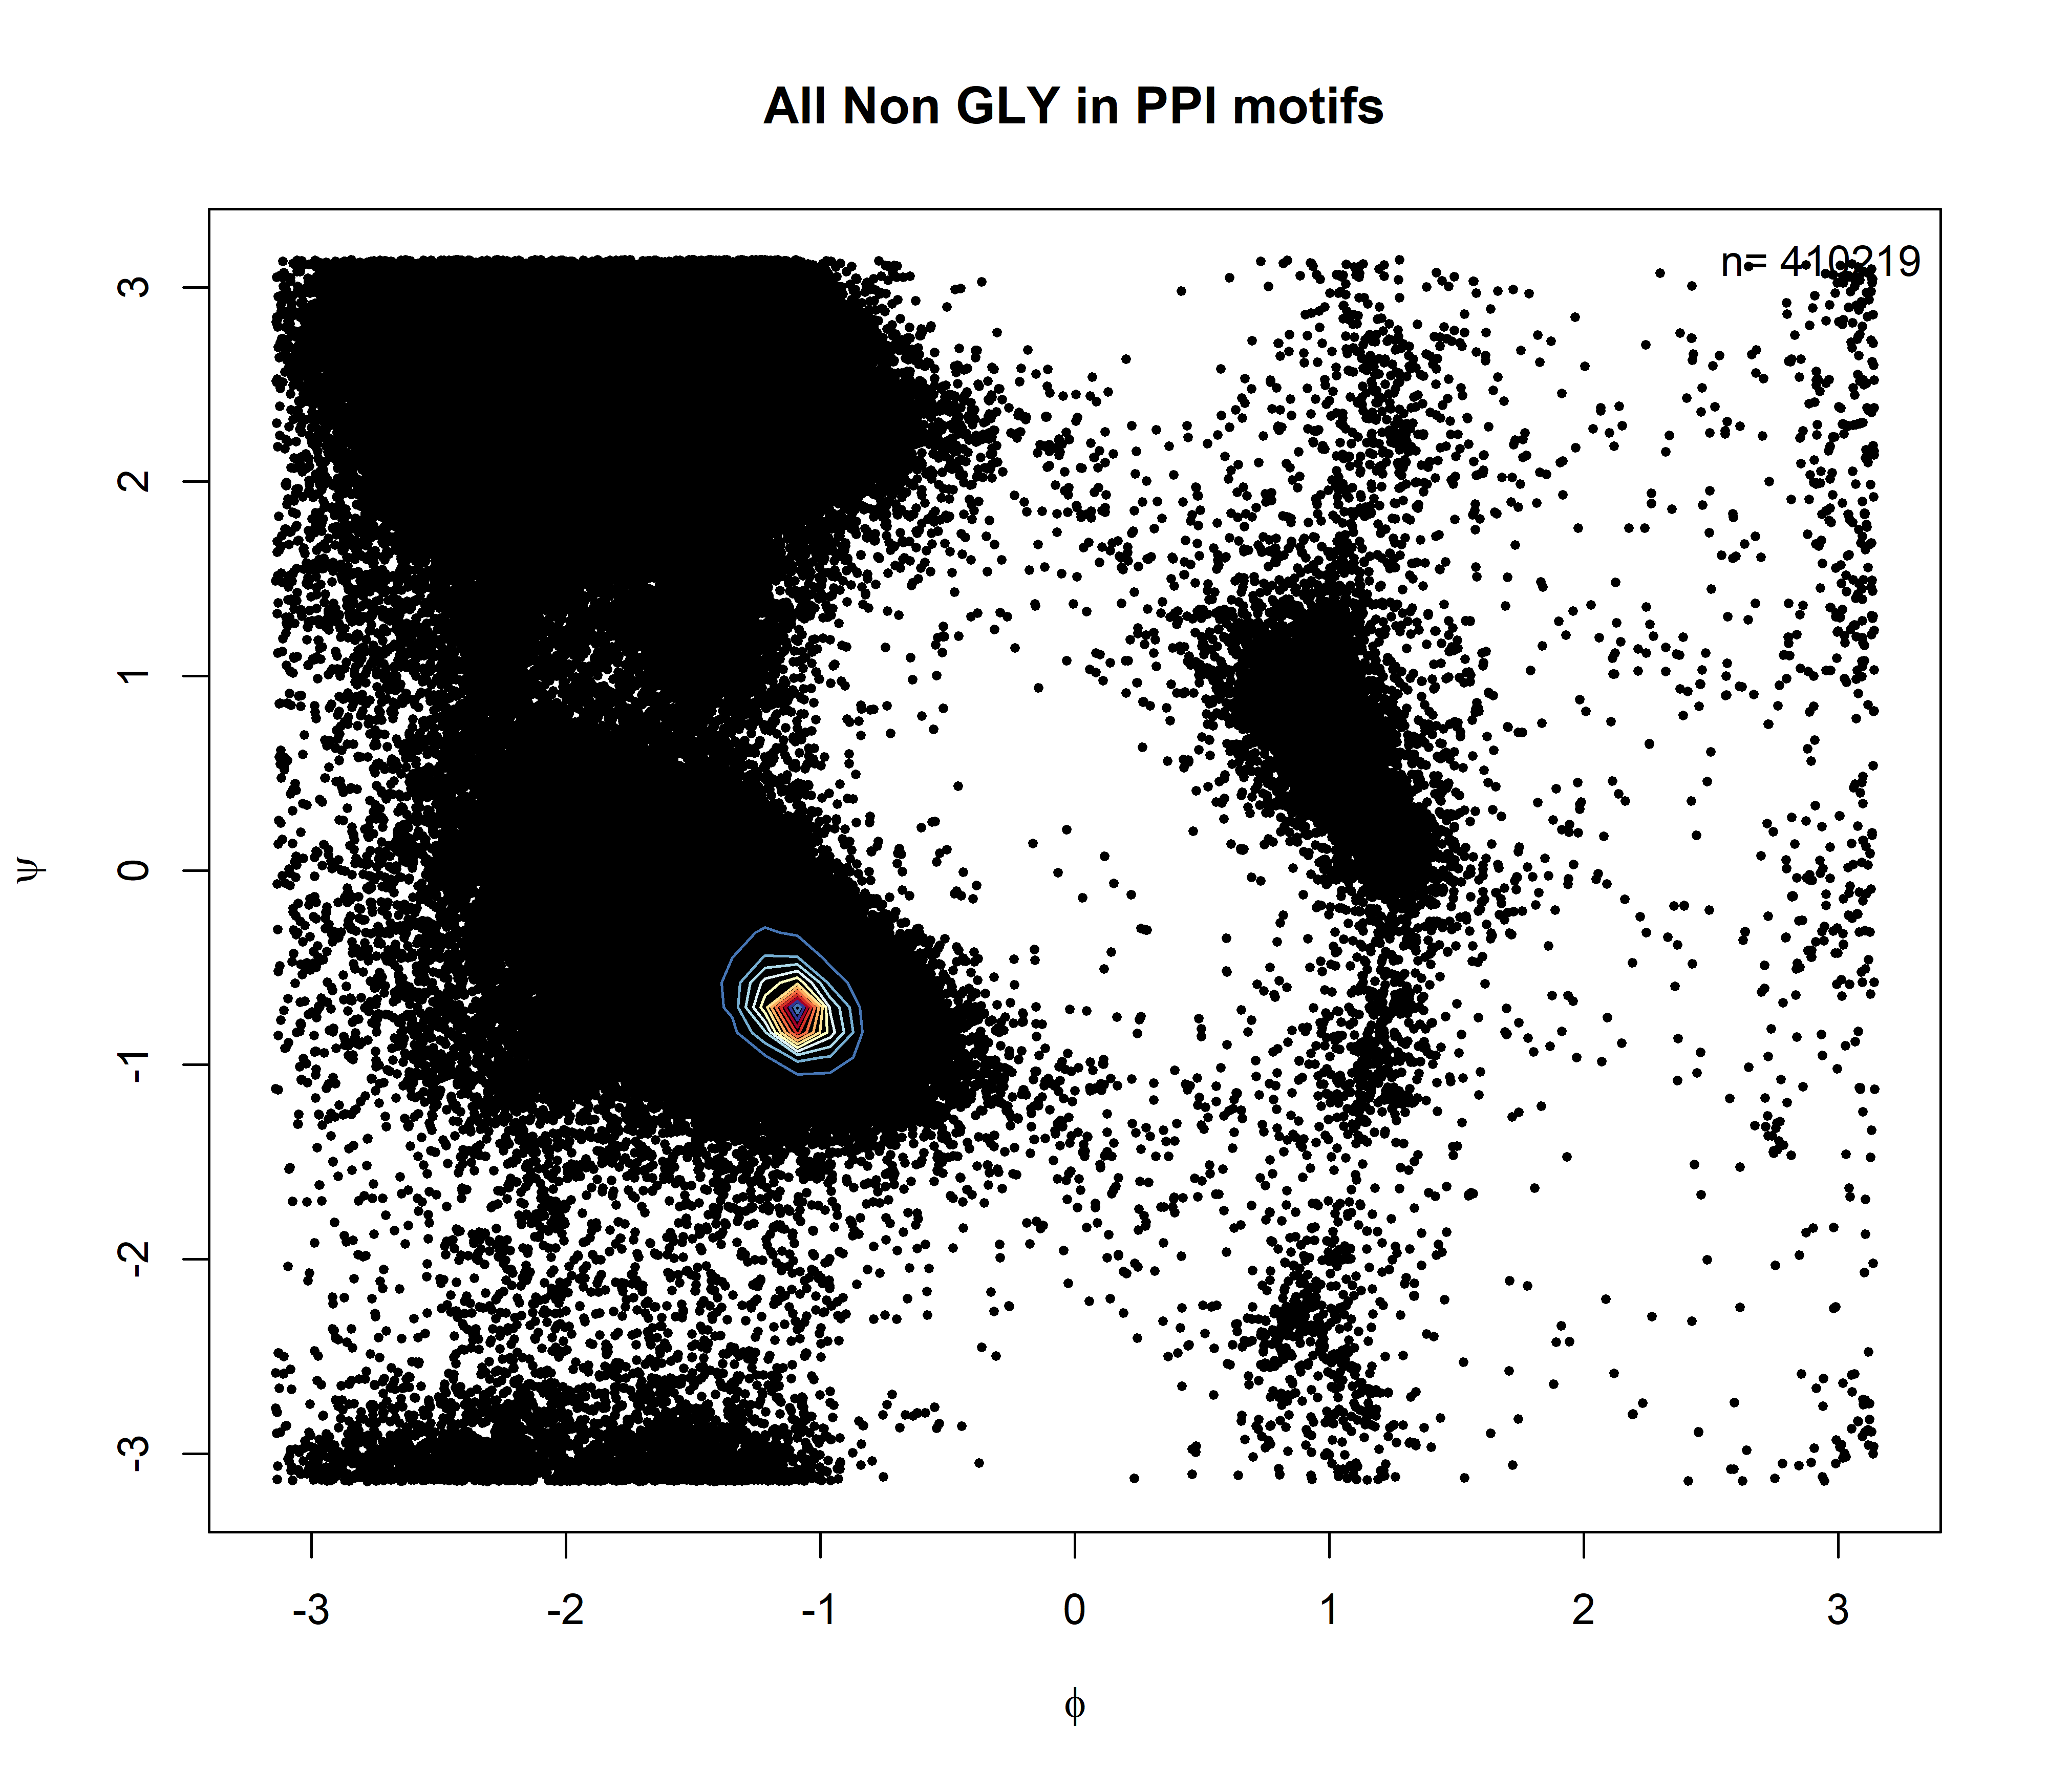 All Non GLY in PPI motifs
n= 410219
3
2
1
0
-1
-2
-3
ψ
-3 -2 -1 0 1 2 3
ϕ